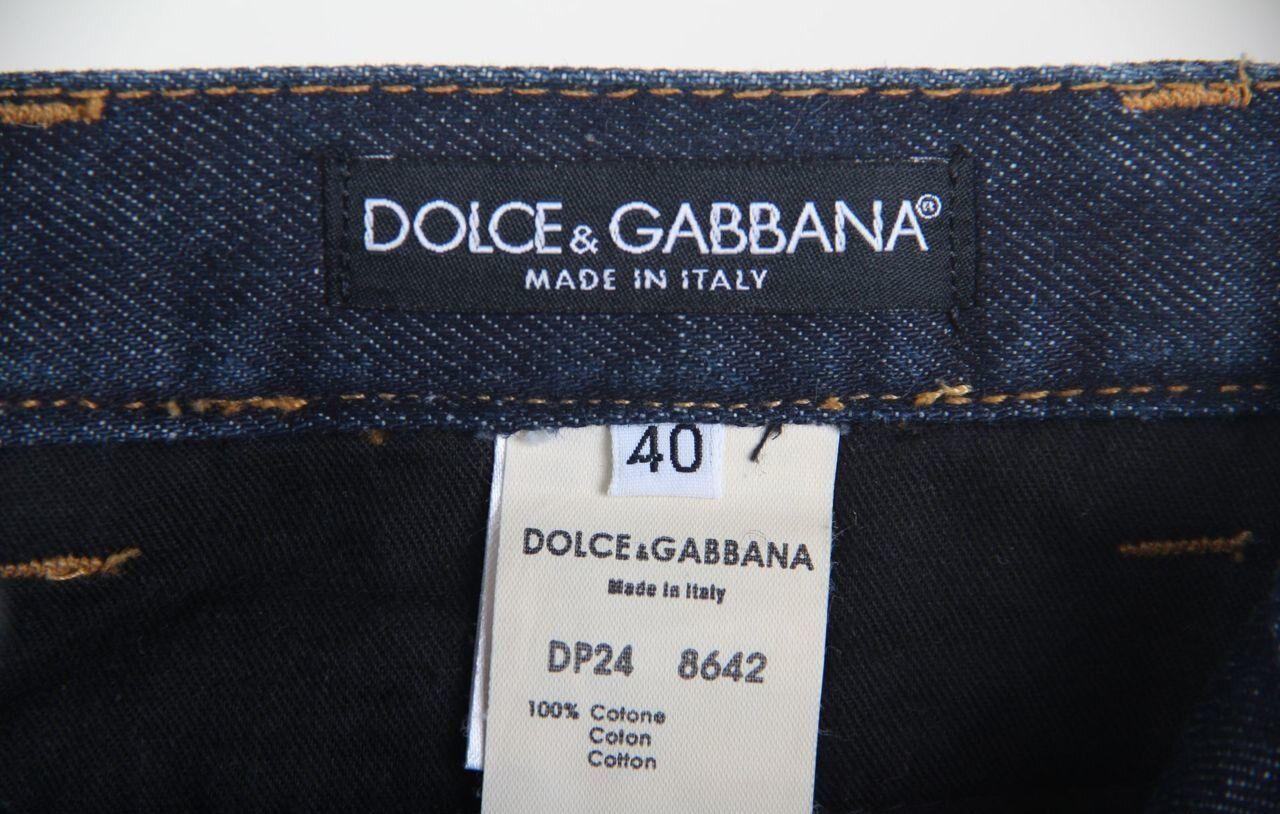 DOLCE & GABBANA®
MADE IN ITALY
40
DOLCE & GABBANA
Made in Italy
DP24 8642
100% Cotone
Coton
Cotton